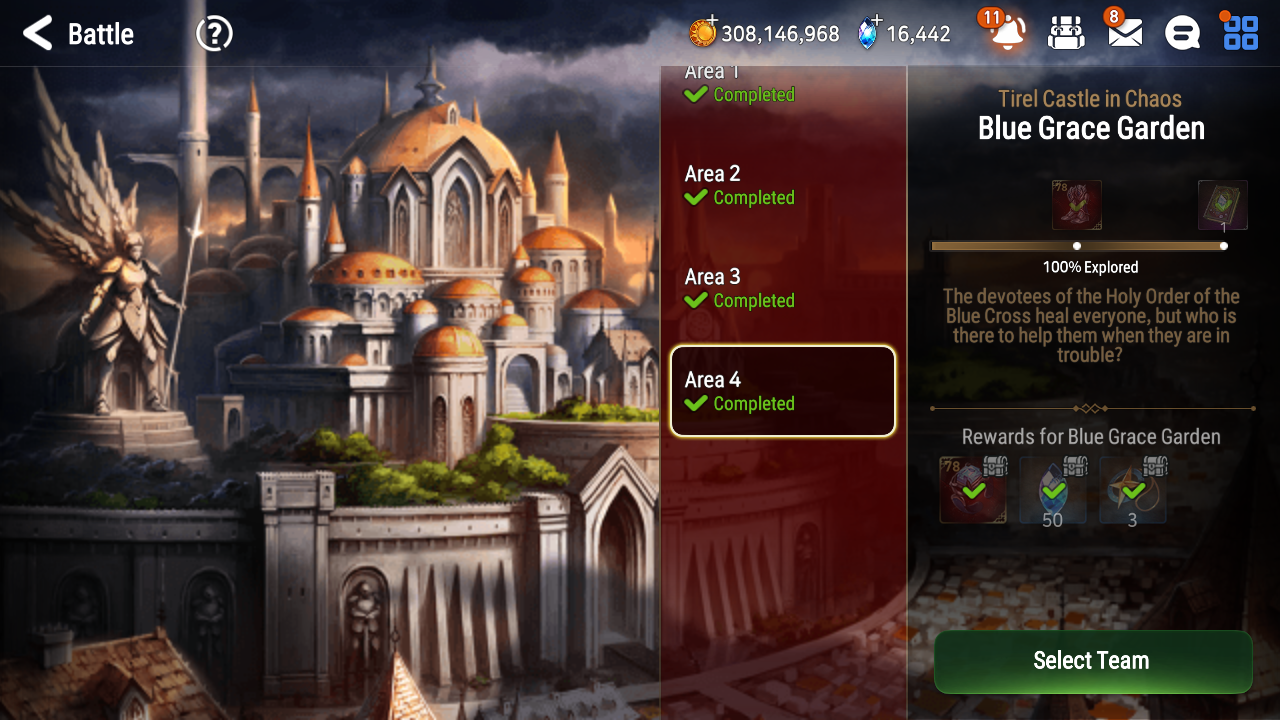 Battle
?
308,146,968
16,442
11
8
Area 1
Completed
Area 2
Completed
Area 3
Completed
Area 4
Completed
Tirel Castle in Chaos
Blue Grace Garden
78
1
100% Explored
The devotees of the Holy Order of the
Blue Cross heal everyone, but who is
there to help them when they are in
trouble?
Rewards for Blue Grace Garden
78
50
3
Select Team